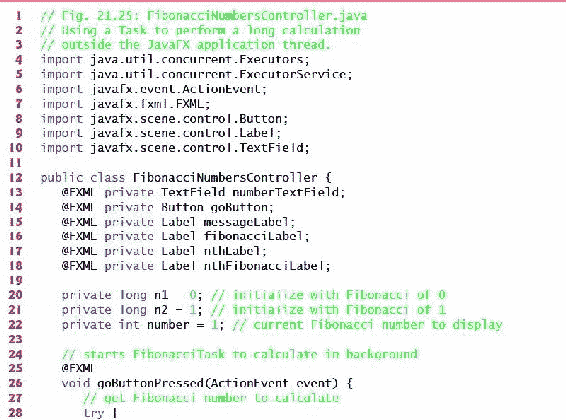 1 // Fig. 21.25: FibonacciNumbersController.java
2 // Using a Task to perform a long calculation
3 // outside the JavaFX application thread.
4 import java.util.concurrent.Executors;
5 import java.util.concurrent.ExecutorService;
6 import javafx.event.ActionEvent;
7 import javafx.fxml.FXML;
8 import javafx.scene.control.Button;
9 import javafx.scene.control.Label;
10 import javafx.scene.control.TextField;
11
12 public class FibonacciNumbersController {
13 @FXML private TextField numberTextField;
14 @FXML private Button goButton;
15 @FXML private Label messageLabel;
16 @FXML private Label fibonacciLabel;
17 @FXML private Label nthLabel;
18 @FXML private Label nthFibonacciLabel;
19
20 private long n1 = 0; // initialize with Fibonacci of 0
21 private long n2 = 1; // initialize with Fibonacci of 1
22 private int number = 1; // current Fibonacci number to display
23
24 // starts FibonacciTask to calculate in background
25 @FXML
26 void goButtonPressed(ActionEvent event) {
27 // get Fibonacci number to calculate
28 try {